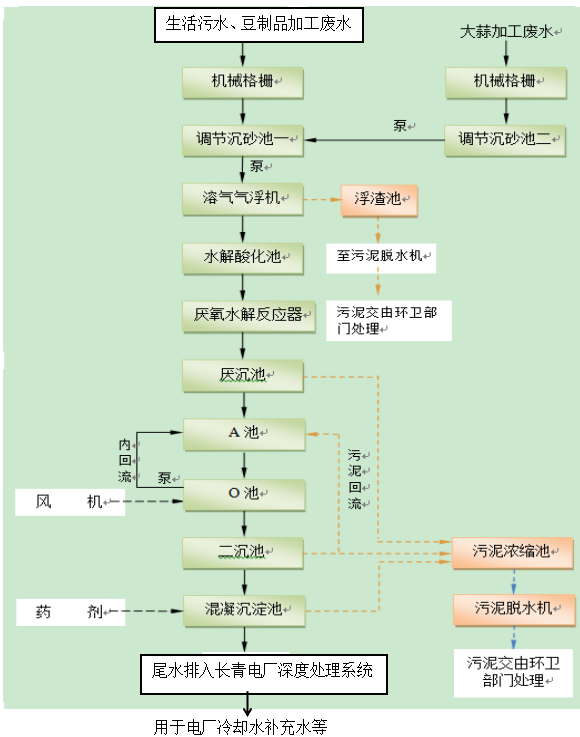 生活污水、豆制品加工废水
大蒜加工废水
机械格栅
机械格栅
调节沉砂池一
泵
调节沉砂池二
泵
溶气气浮机
浮渣池
水解酸化池
至污泥脱水机
厌氧水解反应器
污泥交由环卫部
门处理
厌沉池
A 池
内
回
流
泵
污
泥
回
流
O 池
风 机
二沉池
污泥浓缩池
药 剂
混凝沉淀池
污泥脱水机
尾水排入长青电厂深度处理系统
污泥交由环卫
部门处理
用于电厂冷却水补充水等